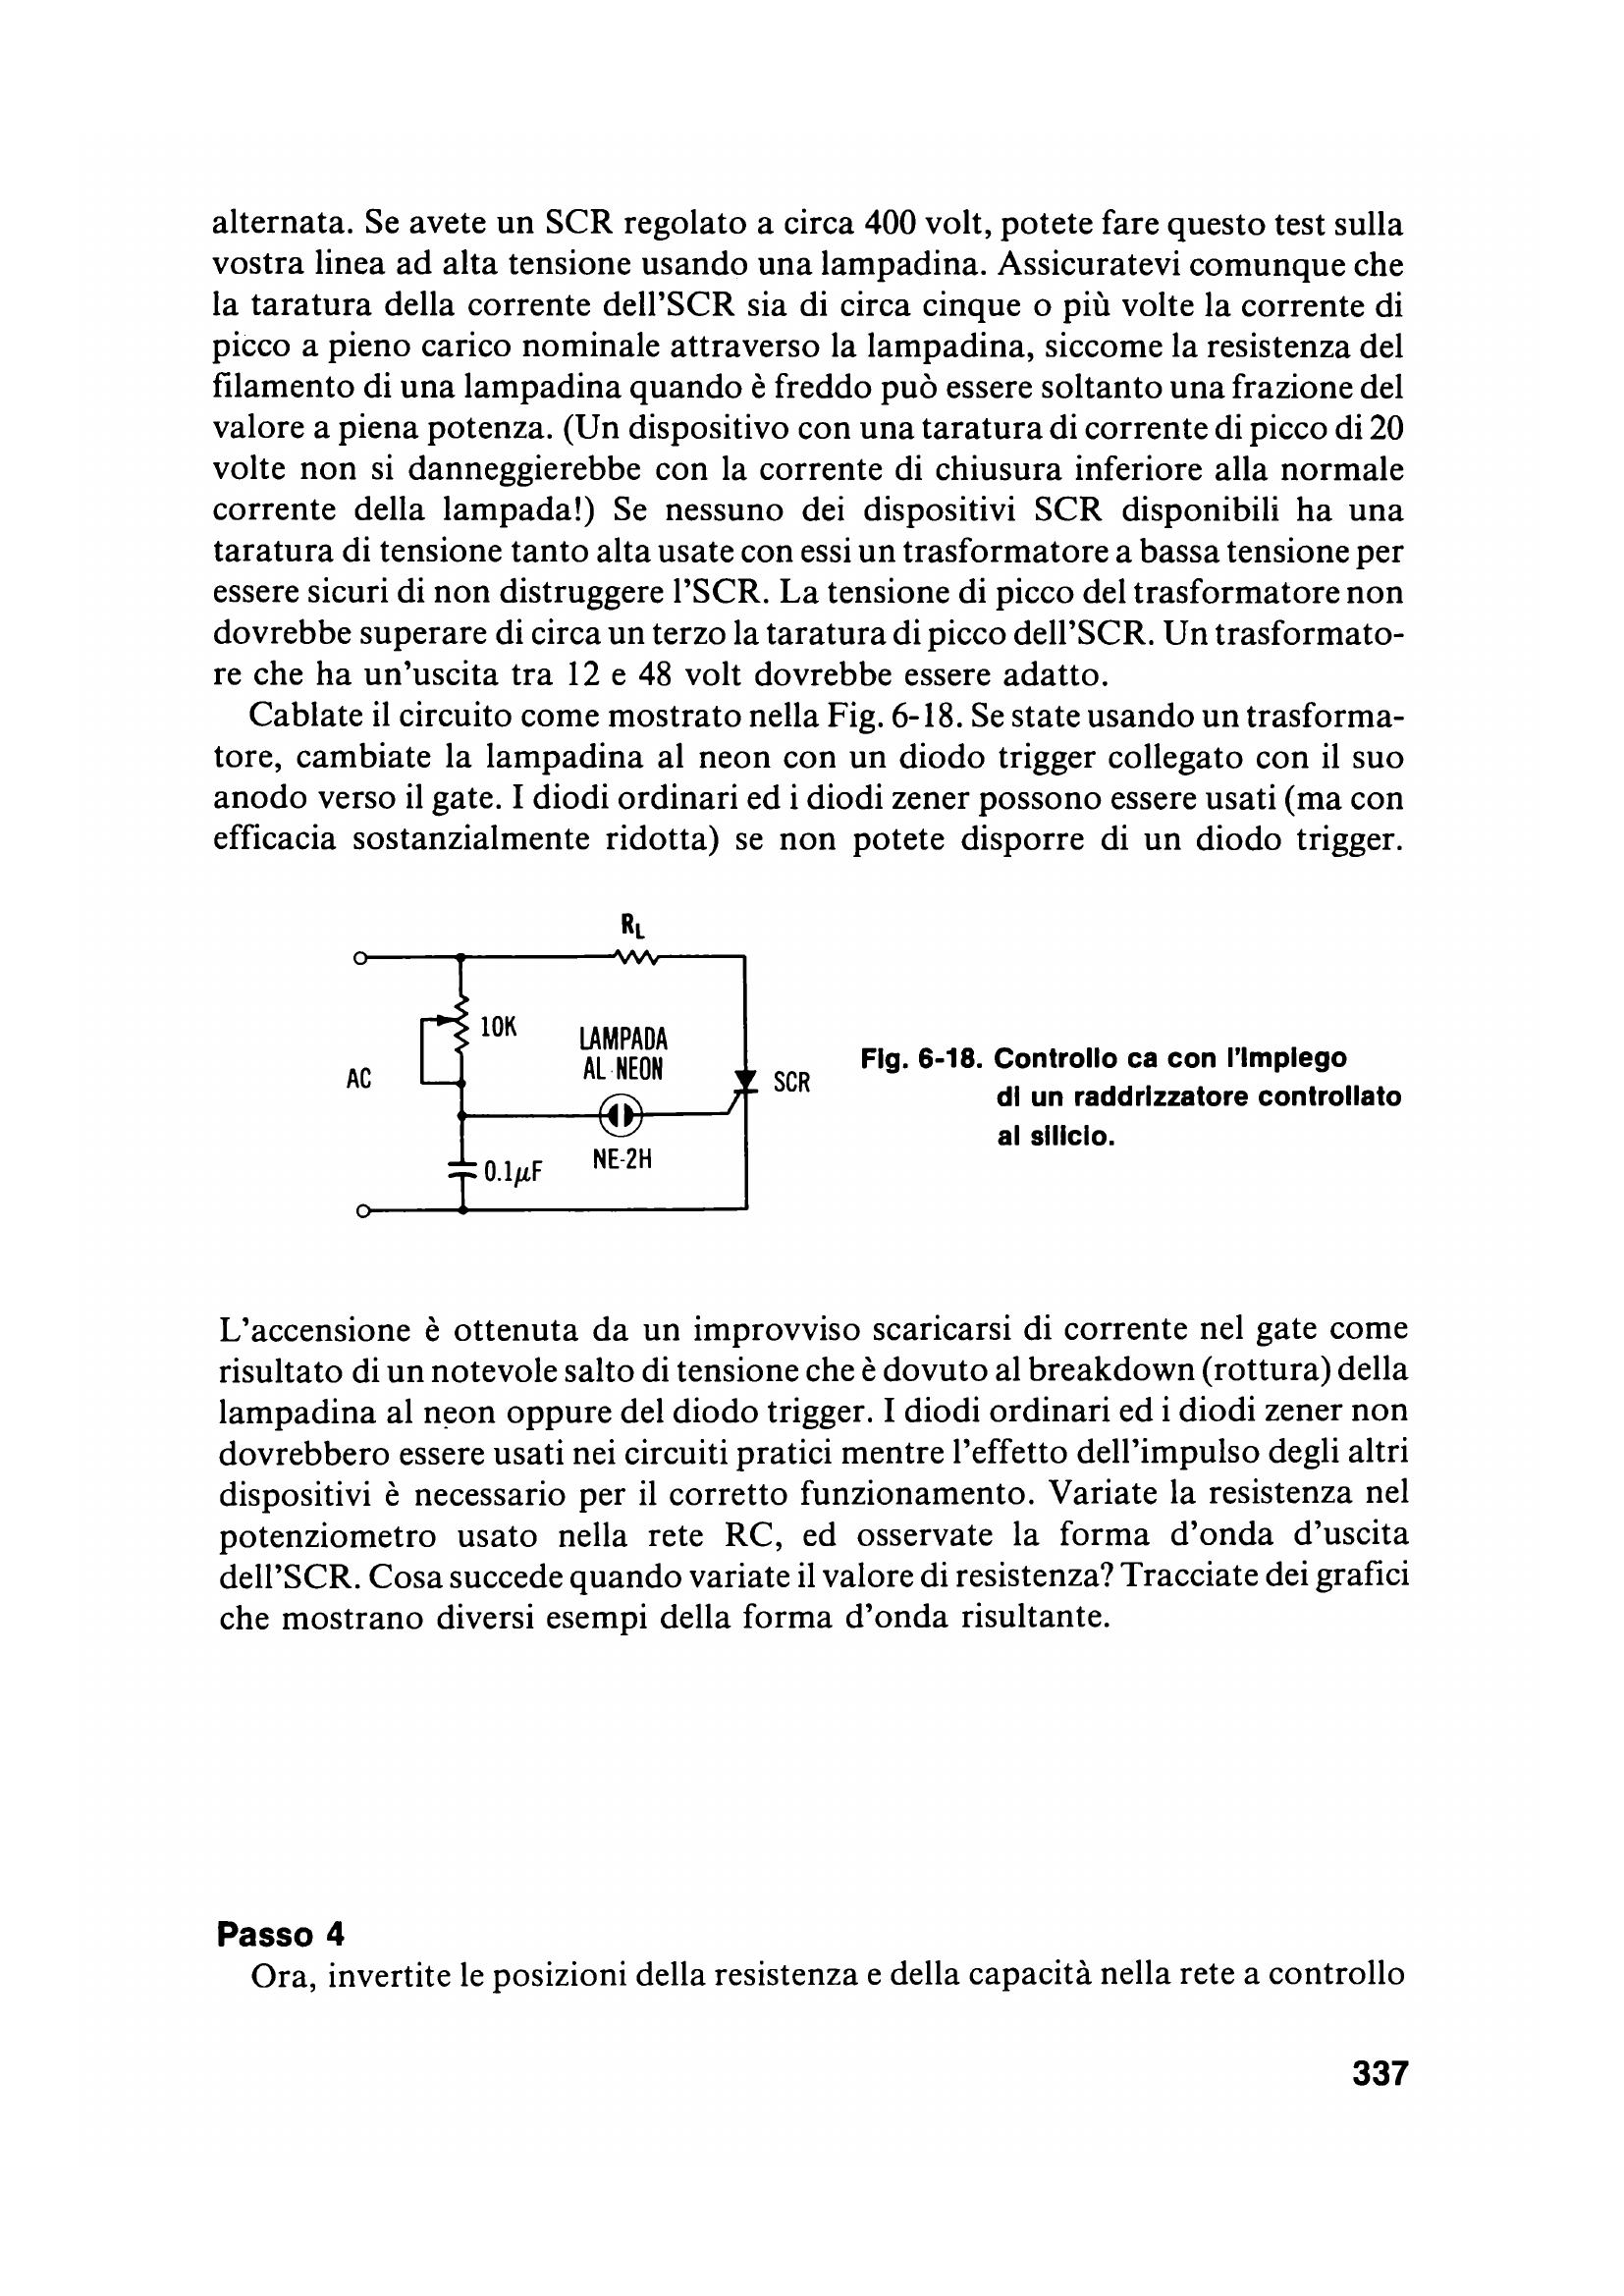 alternata. Se avete un SCR regolato a circa 400 volt, potete fare questo test sulla
vostra linea ad alta tensione usando una lampadina. Assicuratevi comunque che
la taratura della corrente dell'SCR sia di circa cinque o più volte la corrente di
picco a pieno carico nominale attraverso la lampadina, siccome la resistenza del
filamento di una lampadina quando è freddo può essere soltanto una frazione del
valore a piena potenza. (Un dispositivo con una taratura di corrente di picco di 20
volte non si danneggierebbe con la corrente di chiusura inferiore alla normale
corrente della lampada!) Se nessuno dei dispositivi SCR disponibili ha una
taratura di tensione tanto alta usate con essi un trasformatore a bassa tensione per
essere sicuri di non distruggere l'SCR. La tensione di picco del trasformatore non
dovrebbe superare di circa un terzo la taratura di picco dell'SCR. Un trasformato-
re che ha un'uscita tra 12 e 48 volt dovrebbe essere adatto.
Cablate il circuito come mostrato nella Fig. 6-18. Se state usando un trasforma-
tore, cambiate la lampadina al neon con un diodo trigger collegato con il suo
anodo verso il gate. I diodi ordinari ed i diodi zener possono essere usati (ma con
efficacia sostanzialmente ridotta) se non potete disporre di un diodo trigger.
RL
10K
LAMPADA
AL NEON
AC
SCR
NE-2H
0.1μF
Fig. 6-18. Controllo ca con l'impiego
di un raddrizzatore controllato
al silicio.
L'accensione è ottenuta da un improvviso scaricarsi di corrente nel gate come
risultato di un notevole salto di tensione che è dovuto al breakdown (rottura) della
lampadina al neon oppure del diodo trigger. I diodi ordinari ed i diodi zener non
dovrebbero essere usati nei circuiti pratici mentre l'effetto dell'impulso degli altri
dispositivi è necessario per il corretto funzionamento. Variate la resistenza nel
potenziometro usato nella rete RC, ed osservate la forma d'onda d'uscita
dell'SCR. Cosa succede quando variate il valore di resistenza? Tracciate dei grafici
che mostrano diversi esempi della forma d'onda risultante.
Passo 4
Ora, invertite le posizioni della resistenza e della capacità nella rete a controllo
337